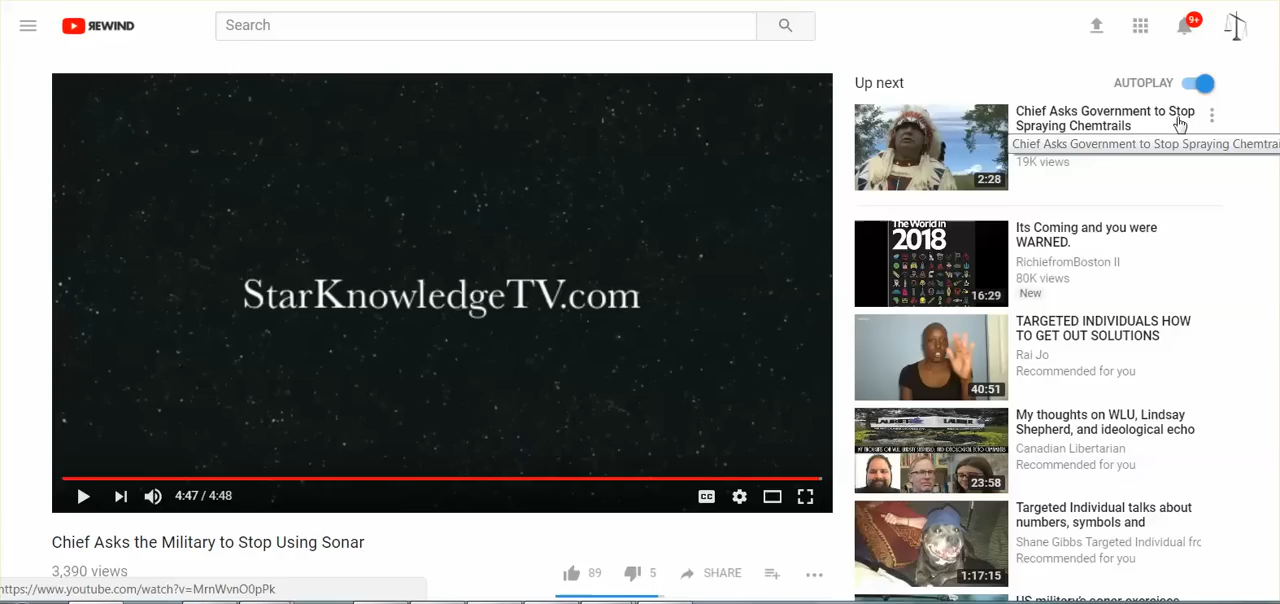 REWIND
Search
9+
StarKnowledgeTV.com
4:47 / 4:48
CC
Chief Asks the Military to Stop Using Sonar
3,390 views
89
5
SHARE
https://www.youtube.com/watch?v=MrnWvnO0pPk
Up next
AUTOPLAY
Chief Asks Government to Stop
Spraying Chemtrails
Chief Asks Government to Stop Spraying Chemtrai
19K views
2:28
The World in
2018
16:29
Its Coming and you were
WARNED.
RichiefromBoston II
80K views
New
40:51
TARGETED INDIVIDUALS HOW
TO GET OUT SOLUTIONS
Rai Jo
Recommended for you
23:58
My thoughts on WLU, Lindsay
Shepherd, and ideological echo
Canadian Libertarian
Recommended for you
1:17:15
Targeted Individual talks about
numbers, symbols and
Shane Gibbs Targeted Individual frc
Recommended for you
US military's sonar exercises